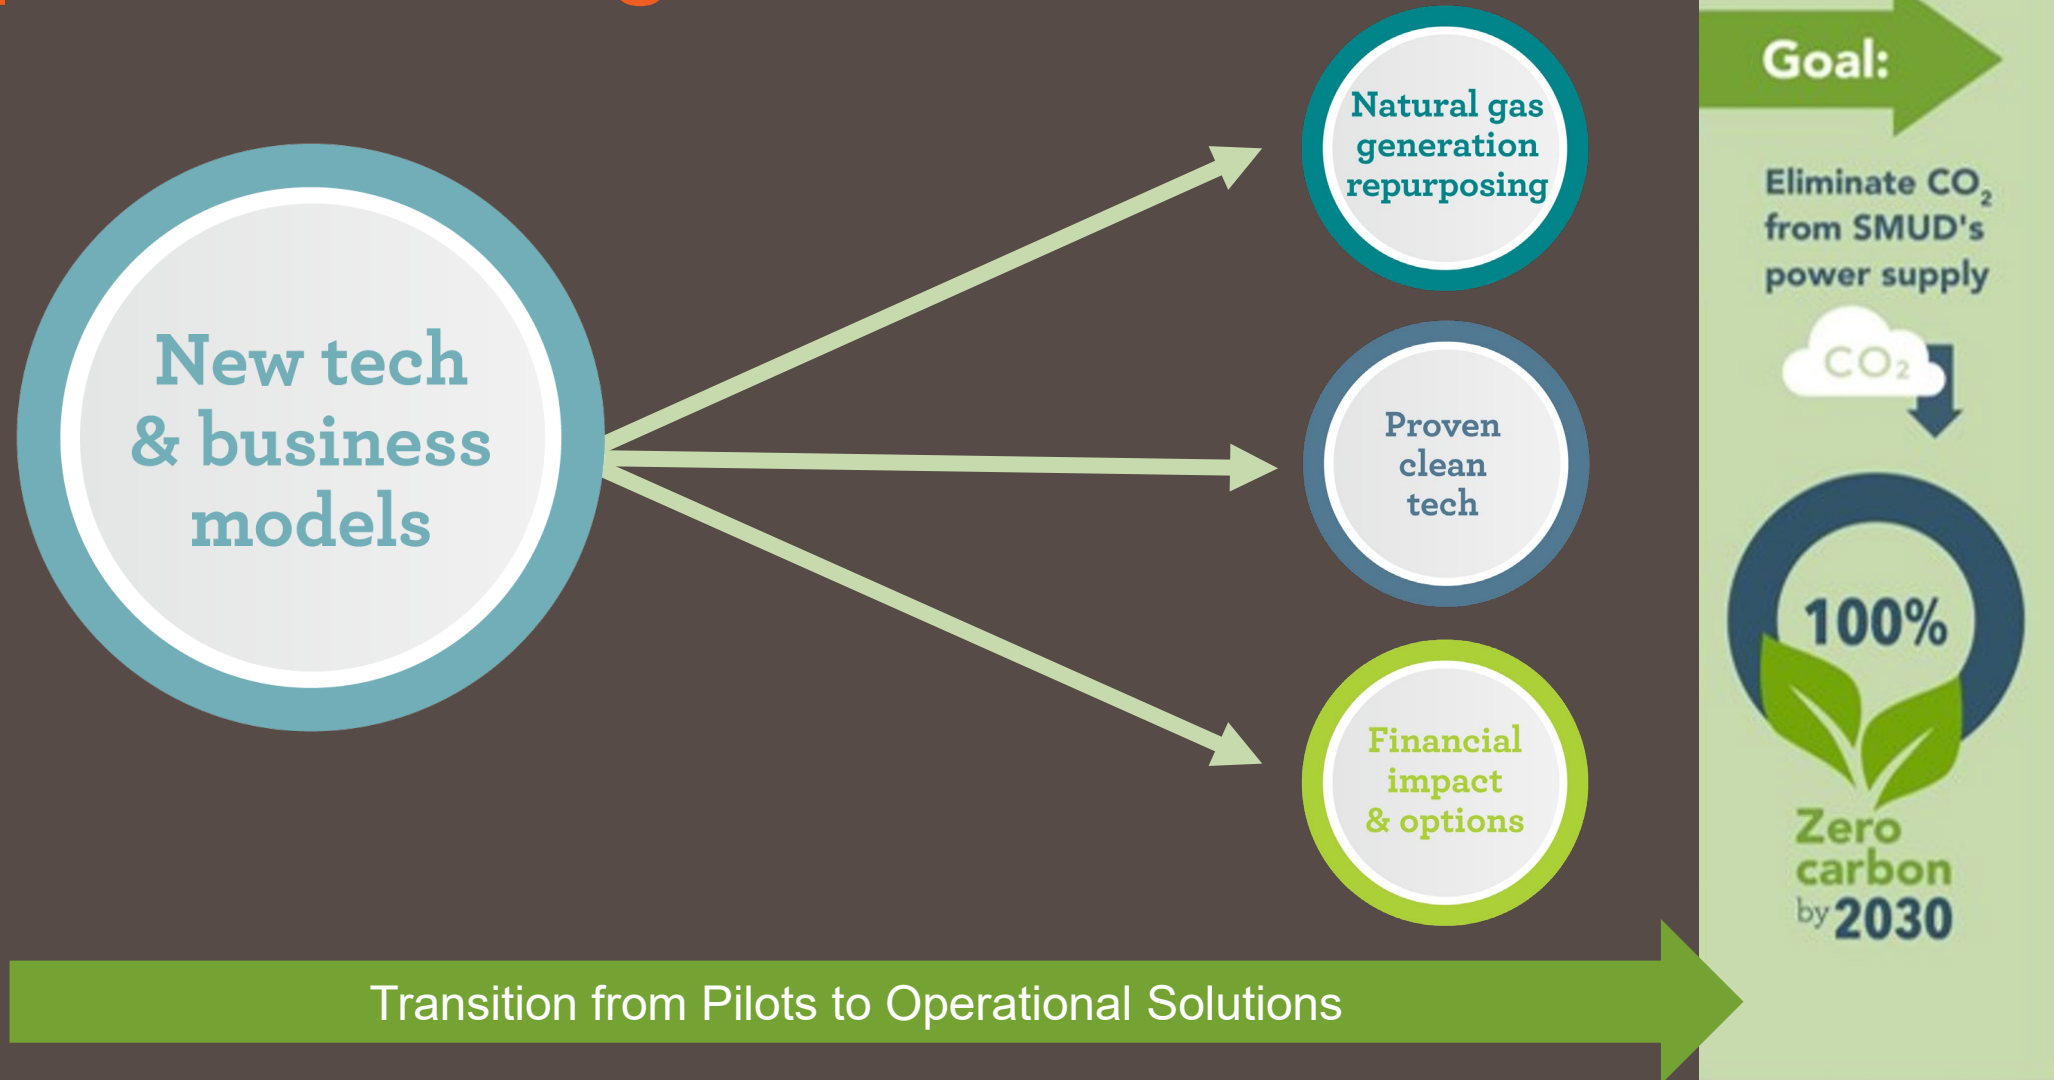 New tech
& business
models
Natural gas
generation
repurposing
Proven
clean
tech
Financial
impact
& options
Transition from Pilots to Operational Solutions
Goal:
Eliminate CO₂
from SMUD's
power supply
CO₂
100%
Zero
carbon
by 2030